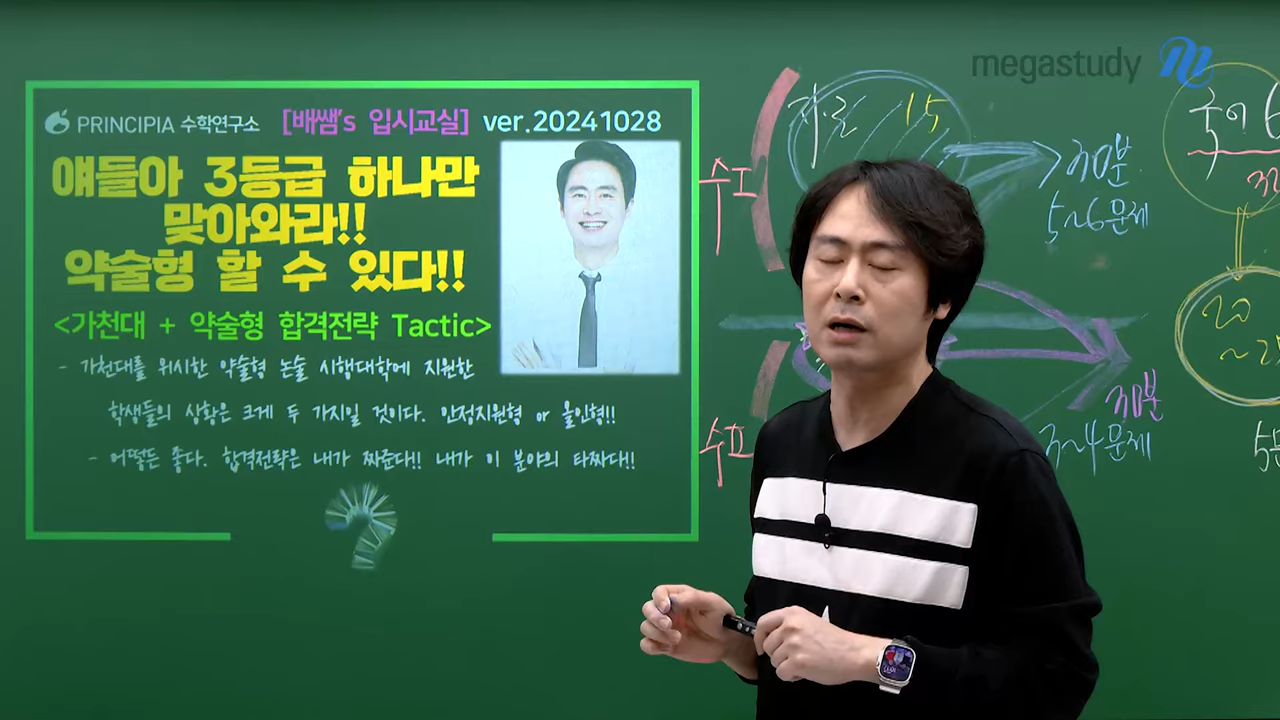 megastudy
PRINCIPIA 수학연구소 [배쌤's 입시교실] ver.20241028
얘들아 3등급 하나만
맞아와라!!
약술형 할 수 있다!!
<가천대 + 약술형 합격전략 Tactic>
- 가천대를 위시한 약술형 논술 시행대학에 지원한
학생들의 상황은 크게 두 가지일 것이다. 안정지원형 or 올인형!!
- 어떻든 좋다. 합격전략은 내가 짜준다!! 내가 이 분야의 타짜다!!
?
수I
15
30분
5~6문제
수II
30분
3~4문제
국어 6
20
~2